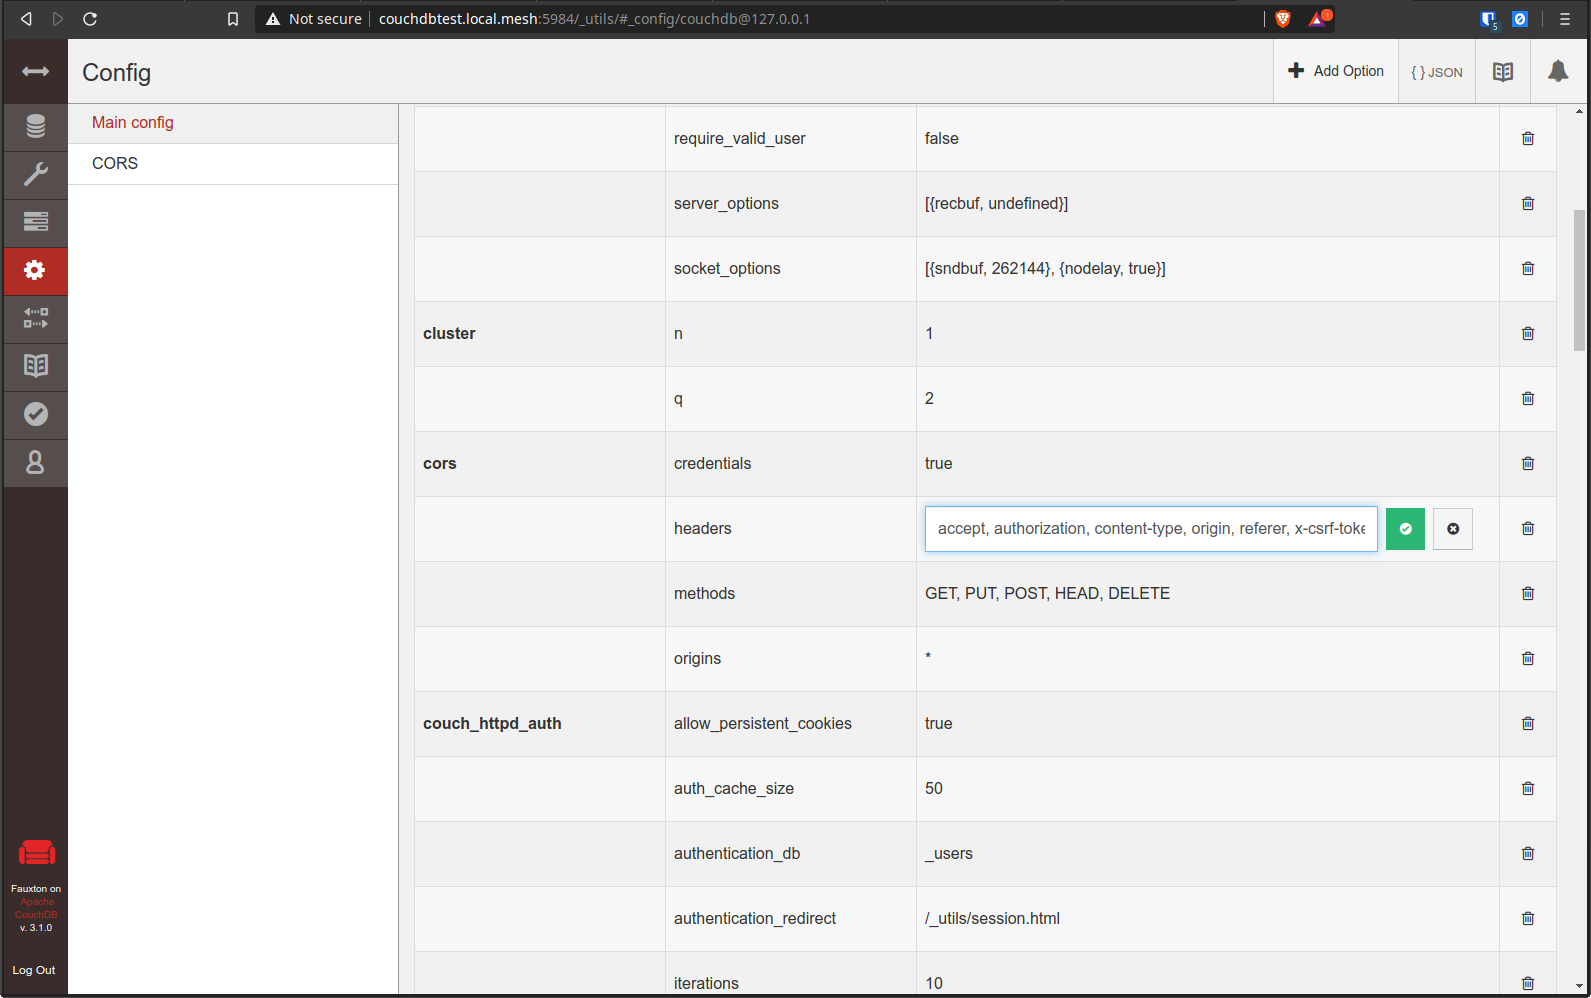 Not secure couchdbtest.local.mesh:5984/_utils/#_config/couchdb@127.0.0.1
5
Config
Add Option
{ } JSON
Main config
CORS
require_valid_user false
server_options [{recbuf, undefined}]
socket_options [{sndbuf, 262144}, {nodelay, true}]
cluster n 1
q 2
cors credentials true
headers accept, authorization, content-type, origin, referer, x-csrf-toke
methods GET, PUT, POST, HEAD, DELETE
origins *
couch_httpd_auth allow_persistent_cookies true
auth_cache_size 50
authentication_db _users
authentication_redirect /_utils/session.html
iterations 10
Fauxton on
Apache
CouchDB
v. 3.1.0
Log Out